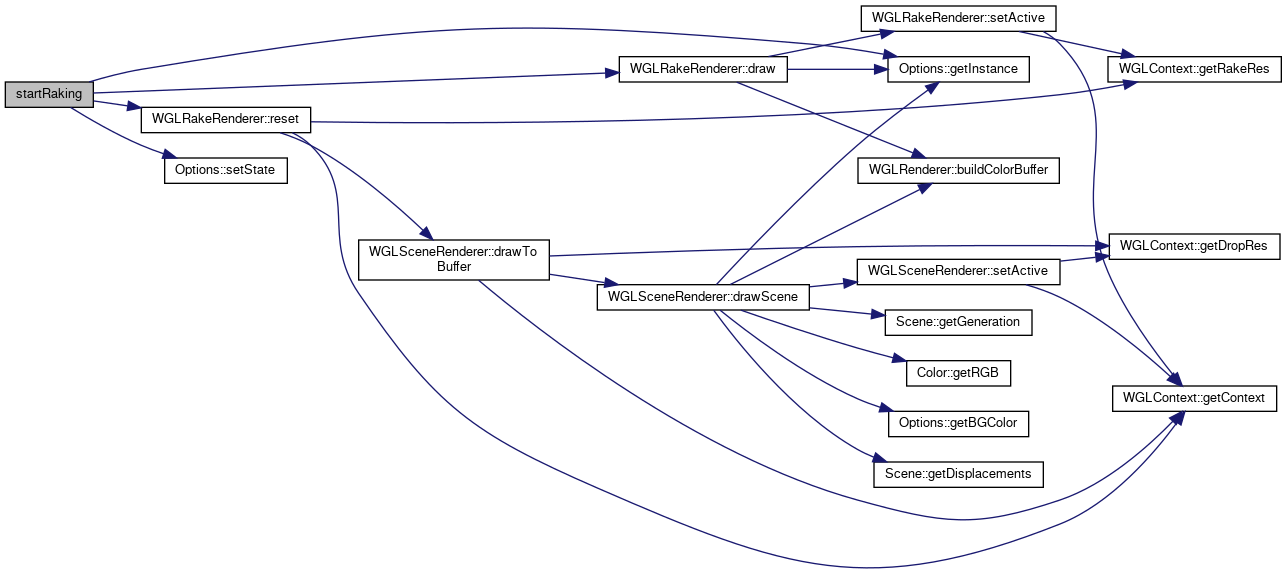 startRaking
WGLRakeRenderer::reset
Options::setState
WGLSceneRenderer::drawTo
Buffer
WGLRakeRenderer::draw
WGLSceneRenderer::drawScene
WGLRakeRenderer::setActive
Options::getInstance
WGLRenderer::buildColorBuffer
WGLSceneRenderer::setActive
Scene::getGeneration
Color::getRGB
Options::getBGColor
Scene::getDisplacements
WGLContext::getRakeRes
WGLContext::getDropRes
WGLContext::getContext